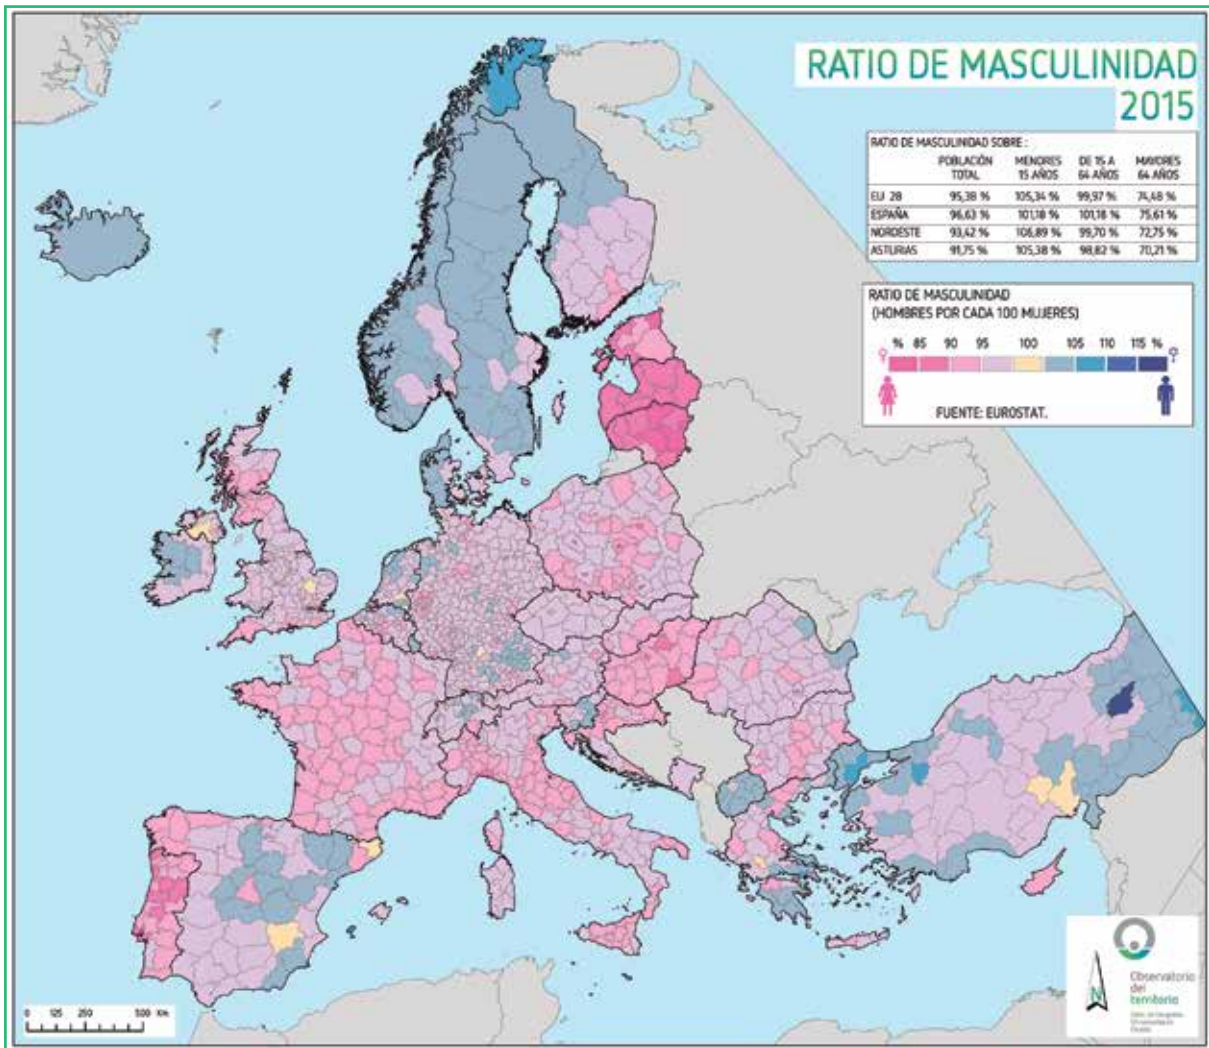 RATIO DE MASCULINIDAD
2015
RATIO DE MASCULINIDAD SOBRE :
POBLACIÓN TOTAL MENORES 15 AÑOS DE 15 A 64 AÑOS MAYORES 64 AÑOS
EU 28 95,38 % 105,34 % 99,97 % 74,48 %
ESPAÑA 96,63 % 101,18 % 101,18 % 75,61 %
NOROESTE 93,42 % 106,89 % 99,70 % 72,75 %
ASTURIAS 91,75 % 105,38 % 98,82 % 70,21 %
RATIO DE MASCULINIDAD
(HOMBRES POR CADA 100 MUJERES)
% 85 90 95 100 105 110 115 %
FUENTE: EUROSTAT.
N
Observatorio
del
territorio
0 125 250 500 Km